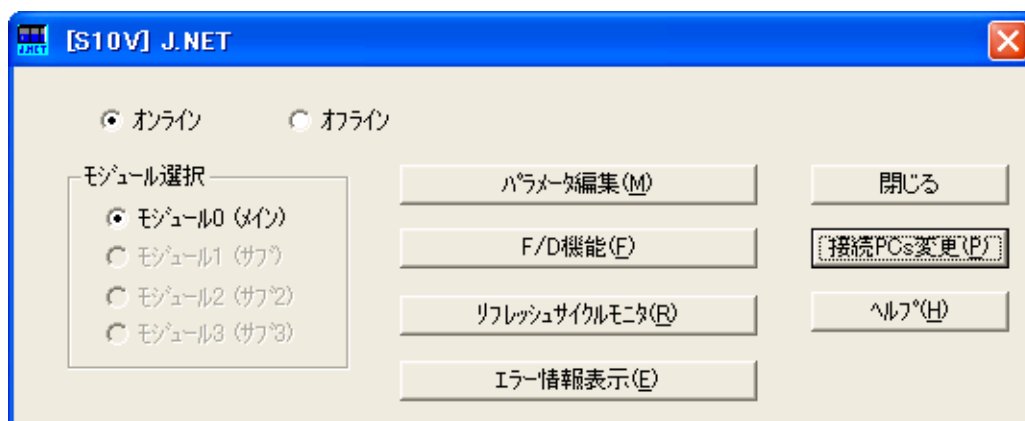 J.NET
[S10V] J.NET
オンライン オフライン
モジュール選択
モジュール0 (メイン)
モジュール1 (サブ)
モジュール2 (サブ2)
モジュール3 (サブ3)
パラメータ編集(M)
F/D機能(F)
リフレッシュサイクルモニタ(R)
エラー情報表示(E)
閉じる
接続PCs変更(P)
ヘルプ(H)